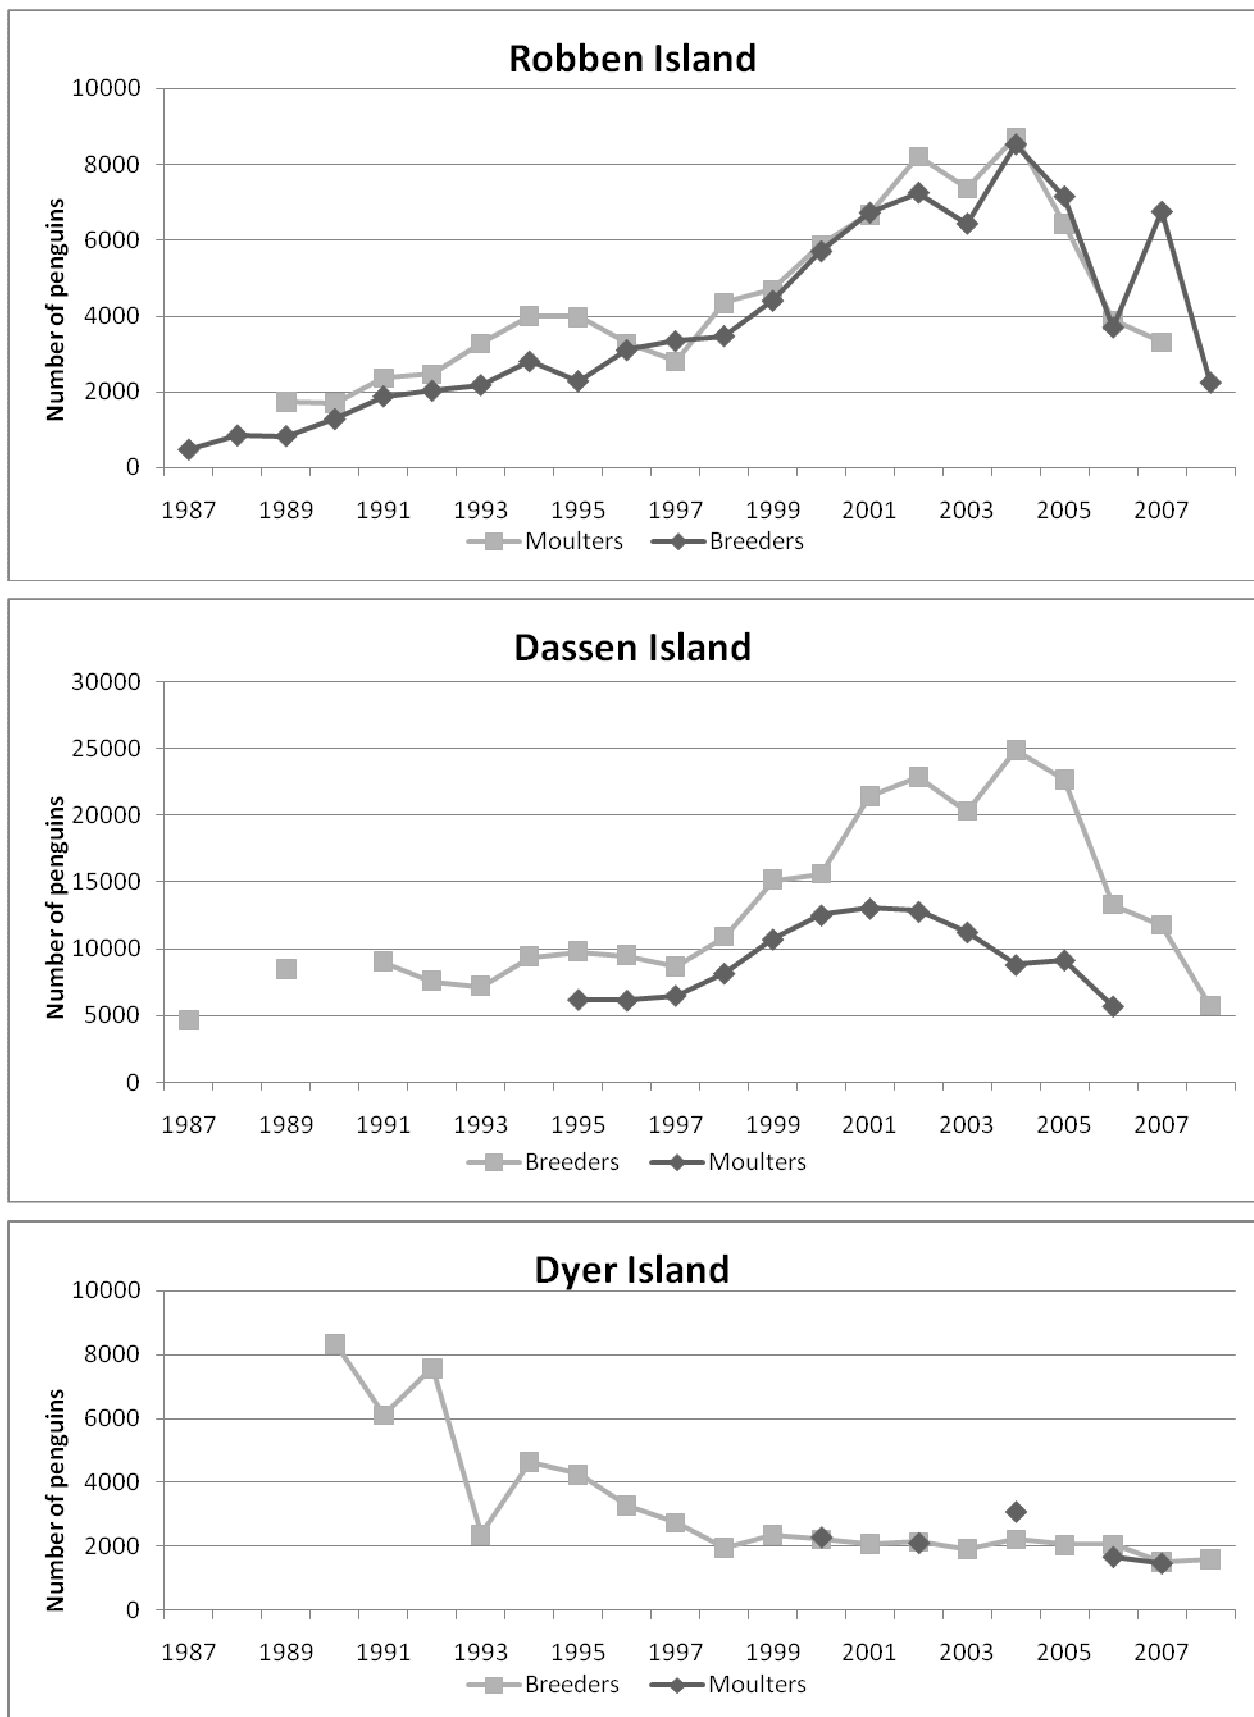 Robben Island
10000
8000
6000
4000
2000
0
Number of penguins
1987 1989 1991 1993 1995 1997 1999 2001 2003 2005 2007
Moulters Breeders
Dassen Island
30000
25000
20000
15000
10000
5000
0
Number of penguins
1987 1989 1991 1993 1995 1997 1999 2001 2003 2005 2007
Breeders Moulters
Dyer Island
10000
8000
6000
4000
2000
0
Number of penguins
1987 1989 1991 1993 1995 1997 1999 2001 2003 2005 2007
Breeders Moulters